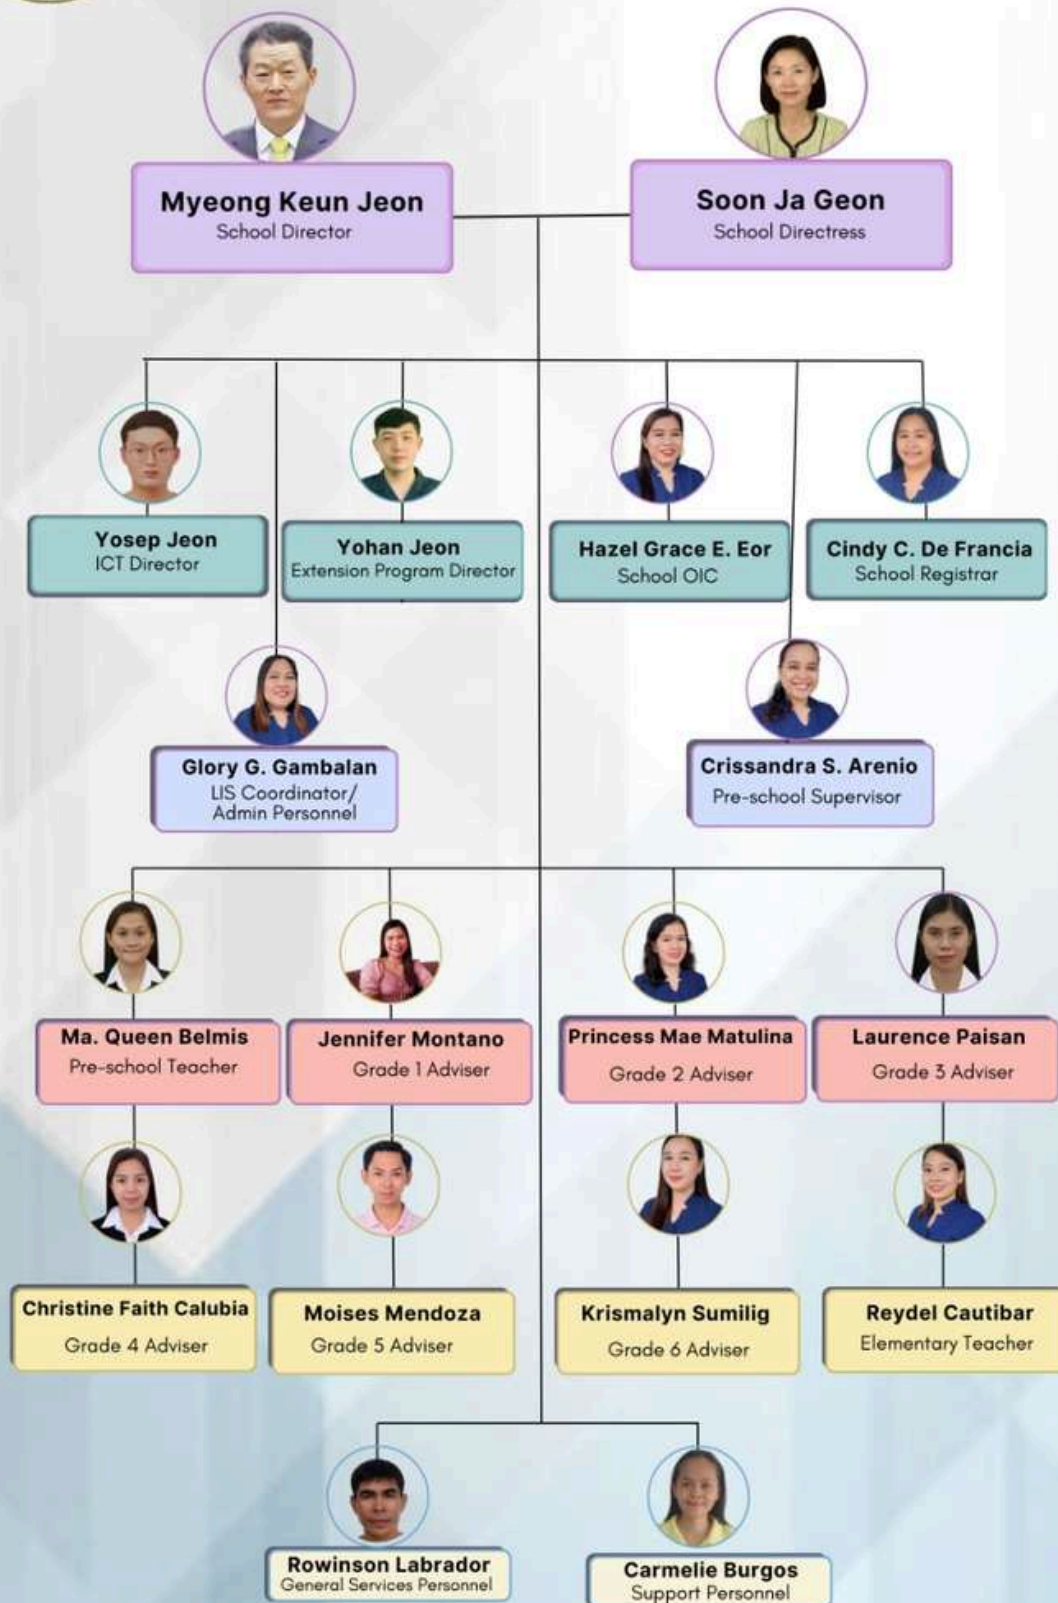 Myeong Keun Jeon
School Director
Soon Ja Geon
School Directress
Yosep Jeon
ICT Director
Yohan Jeon
Extension Program Director
Hazel Grace E. Eor
School OIC
Cindy C. De Francia
School Registrar
Glory G. Gambalan
LIS Coordinator/
Admin Personnel
Crissandra S. Arenio
Pre-school Supervisor
Ma. Queen Belmis
Pre-school Teacher
Jennifer Montano
Grade 1 Adviser
Princess Mae Matulina
Grade 2 Adviser
Laurence Paisan
Grade 3 Adviser
Christine Faith Calubia
Grade 4 Adviser
Moises Mendoza
Grade 5 Adviser
Krismalyn Sumilig
Grade 6 Adviser
Reydel Cautibar
Elementary Teacher
Rowinson Labrador
General Services Personnel
Carmelie Burgos
Support Personnel